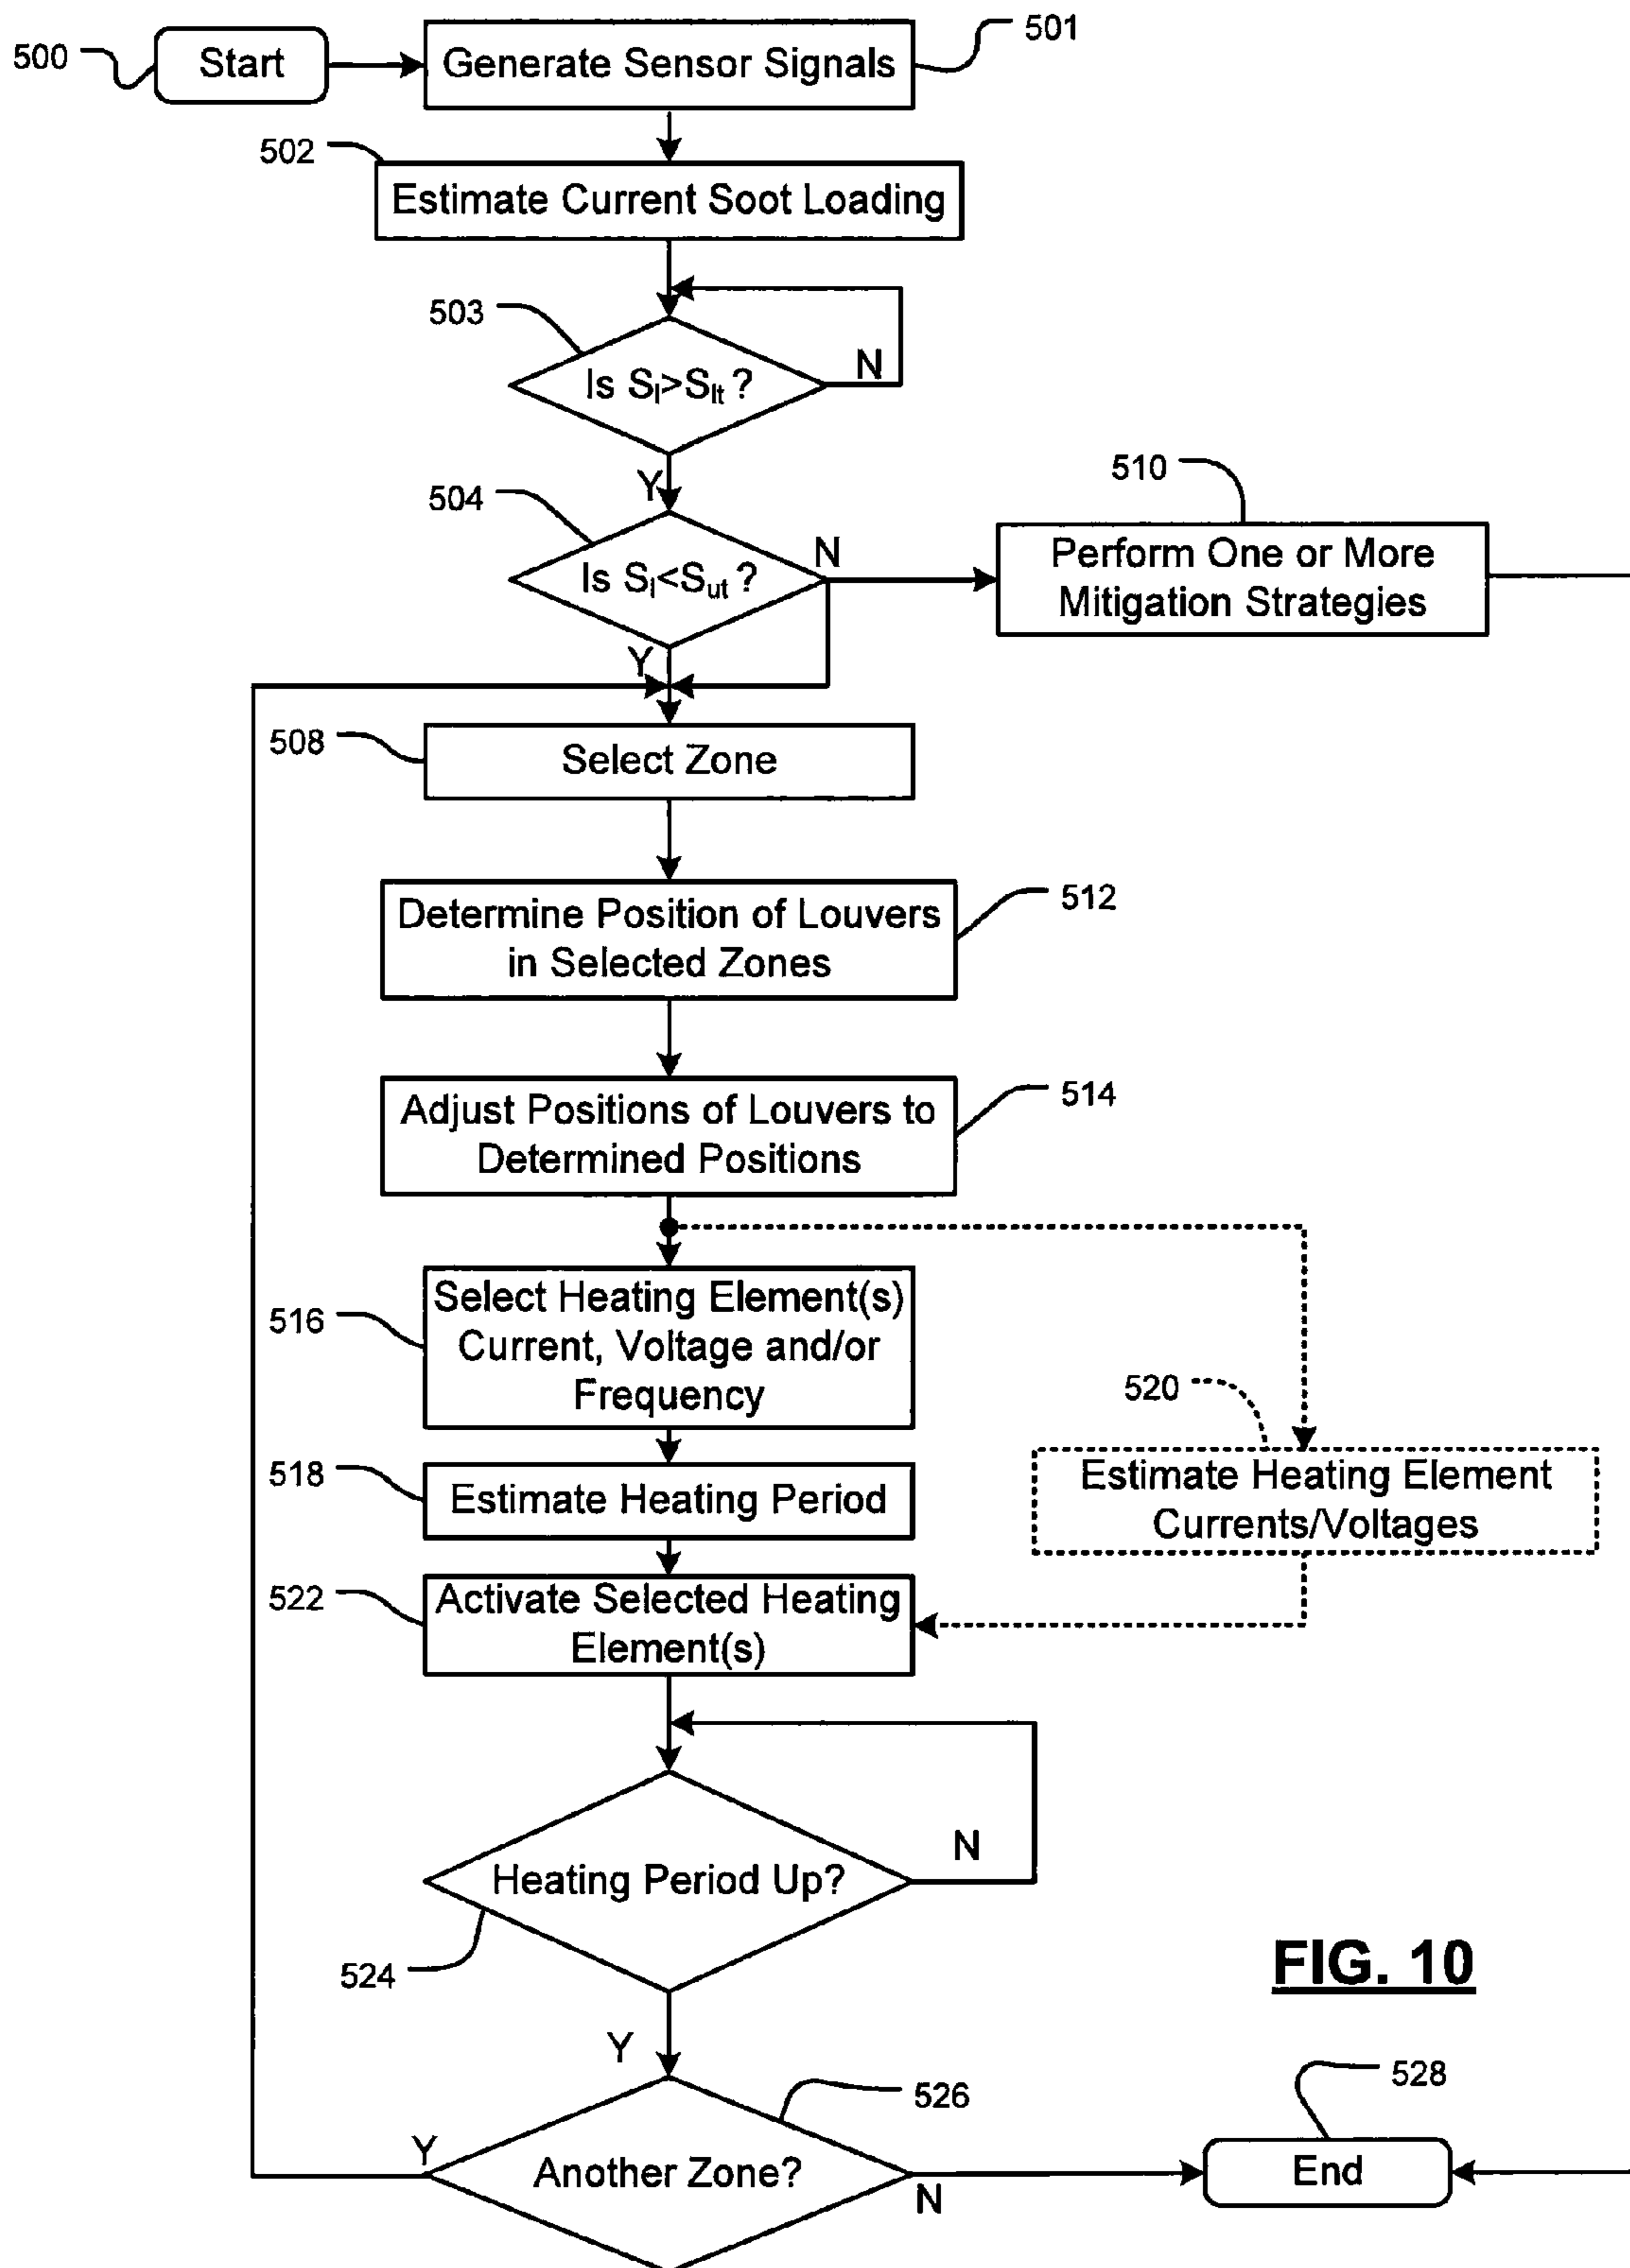 500
Start
Generate Sensor Signals
501
502
Estimate Current Soot Loading
503
Is Sl>Slt ?
N
Y
504
Is Sl<Sut ?
N
510
Perform One or More
Mitigation Strategies
Y
508
Select Zone
Determine Position of Louvers
in Selected Zones
512
Adjust Positions of Louvers to
Determined Positions
514
516
Select Heating Element(s)
Current, Voltage and/or
Frequency
520
Estimate Heating Element
Currents/Voltages
518
Estimate Heating Period
522
Activate Selected Heating
Element(s)
Heating Period Up?
N
524
FIG. 10
Y
526
528
Y
Another Zone?
N
End